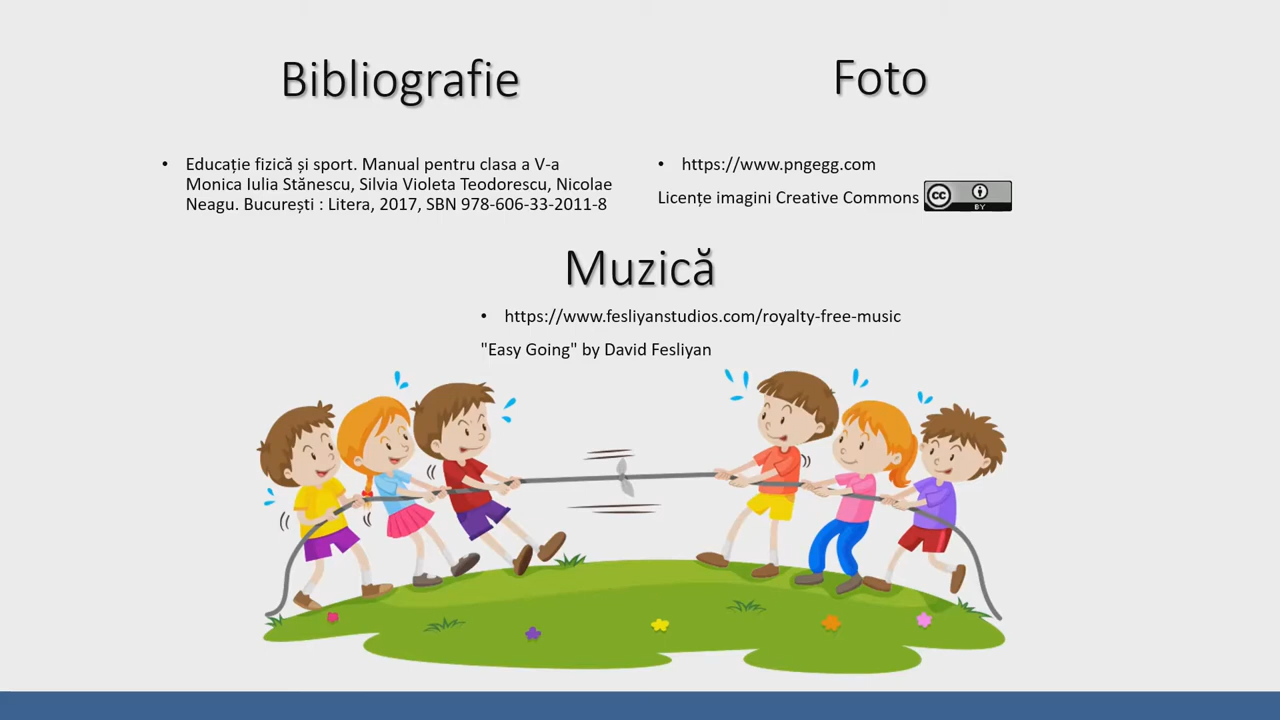 Bibliografie
• Educație fizică și sport. Manual pentru clasa a V-a
Monica Iulia Stănescu, Silvia Violeta Teodorescu, Nicolae
Neagu. București : Litera, 2017, SBN 978-606-33-2011-8
Foto
• https://www.pngegg.com
Licențe imagini Creative Commons
cc BY
Muzică
• https://www.fesliyanstudios.com/royalty-free-music
"Easy Going" by David Fesliyan